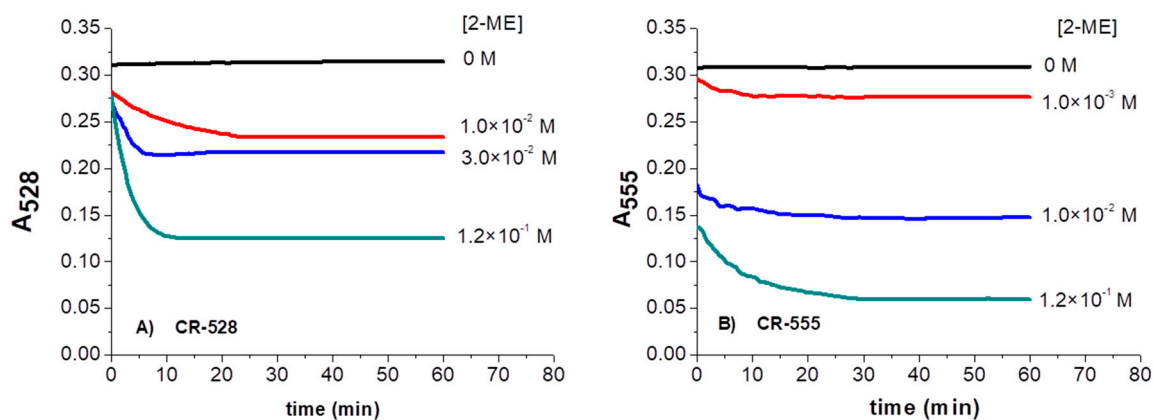 [2-ME]
0.35
0.30
0.25
0.20
0.15
0.10
0.05
0.00
A528
0 M
1.0×10⁻² M
3.0×10⁻² M
1.2×10⁻¹ M
A) CR-528
0 10 20 30 40 50 60 70 80
time (min)
[2-ME]
0.35
0.30
0.25
0.20
0.15
0.10
0.05
0.00
A555
0 M
1.0×10⁻³ M
1.0×10⁻² M
1.2×10⁻¹ M
B) CR-555
0 10 20 30 40 50 60 70 80
time (min)